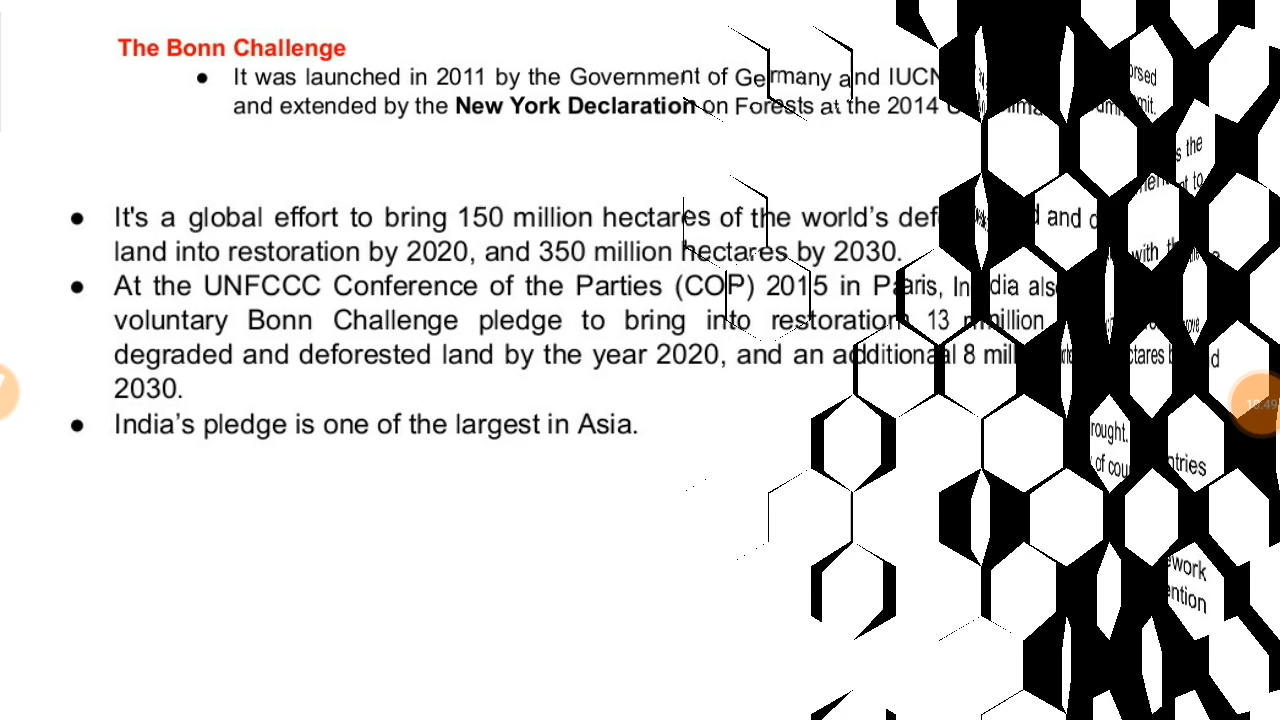 The Bonn Challenge
● It was launched in 2011 by the Government of Germany and IUCN
and extended by the New York Declaration on Forests at the 2014
● It's a global effort to bring 150 million hectares of the world's and
land into restoration by 2020, and 350 million hectares by 2030.
● At the UNFCCC Conference of the Parties (COP) 2015 in Paris, India
voluntary Bonn Challenge pledge to bring into restoration 13 million
degraded and deforested land by the year 2020, and an additional 8
2030.
● India's pledge is one of the largest in Asia.